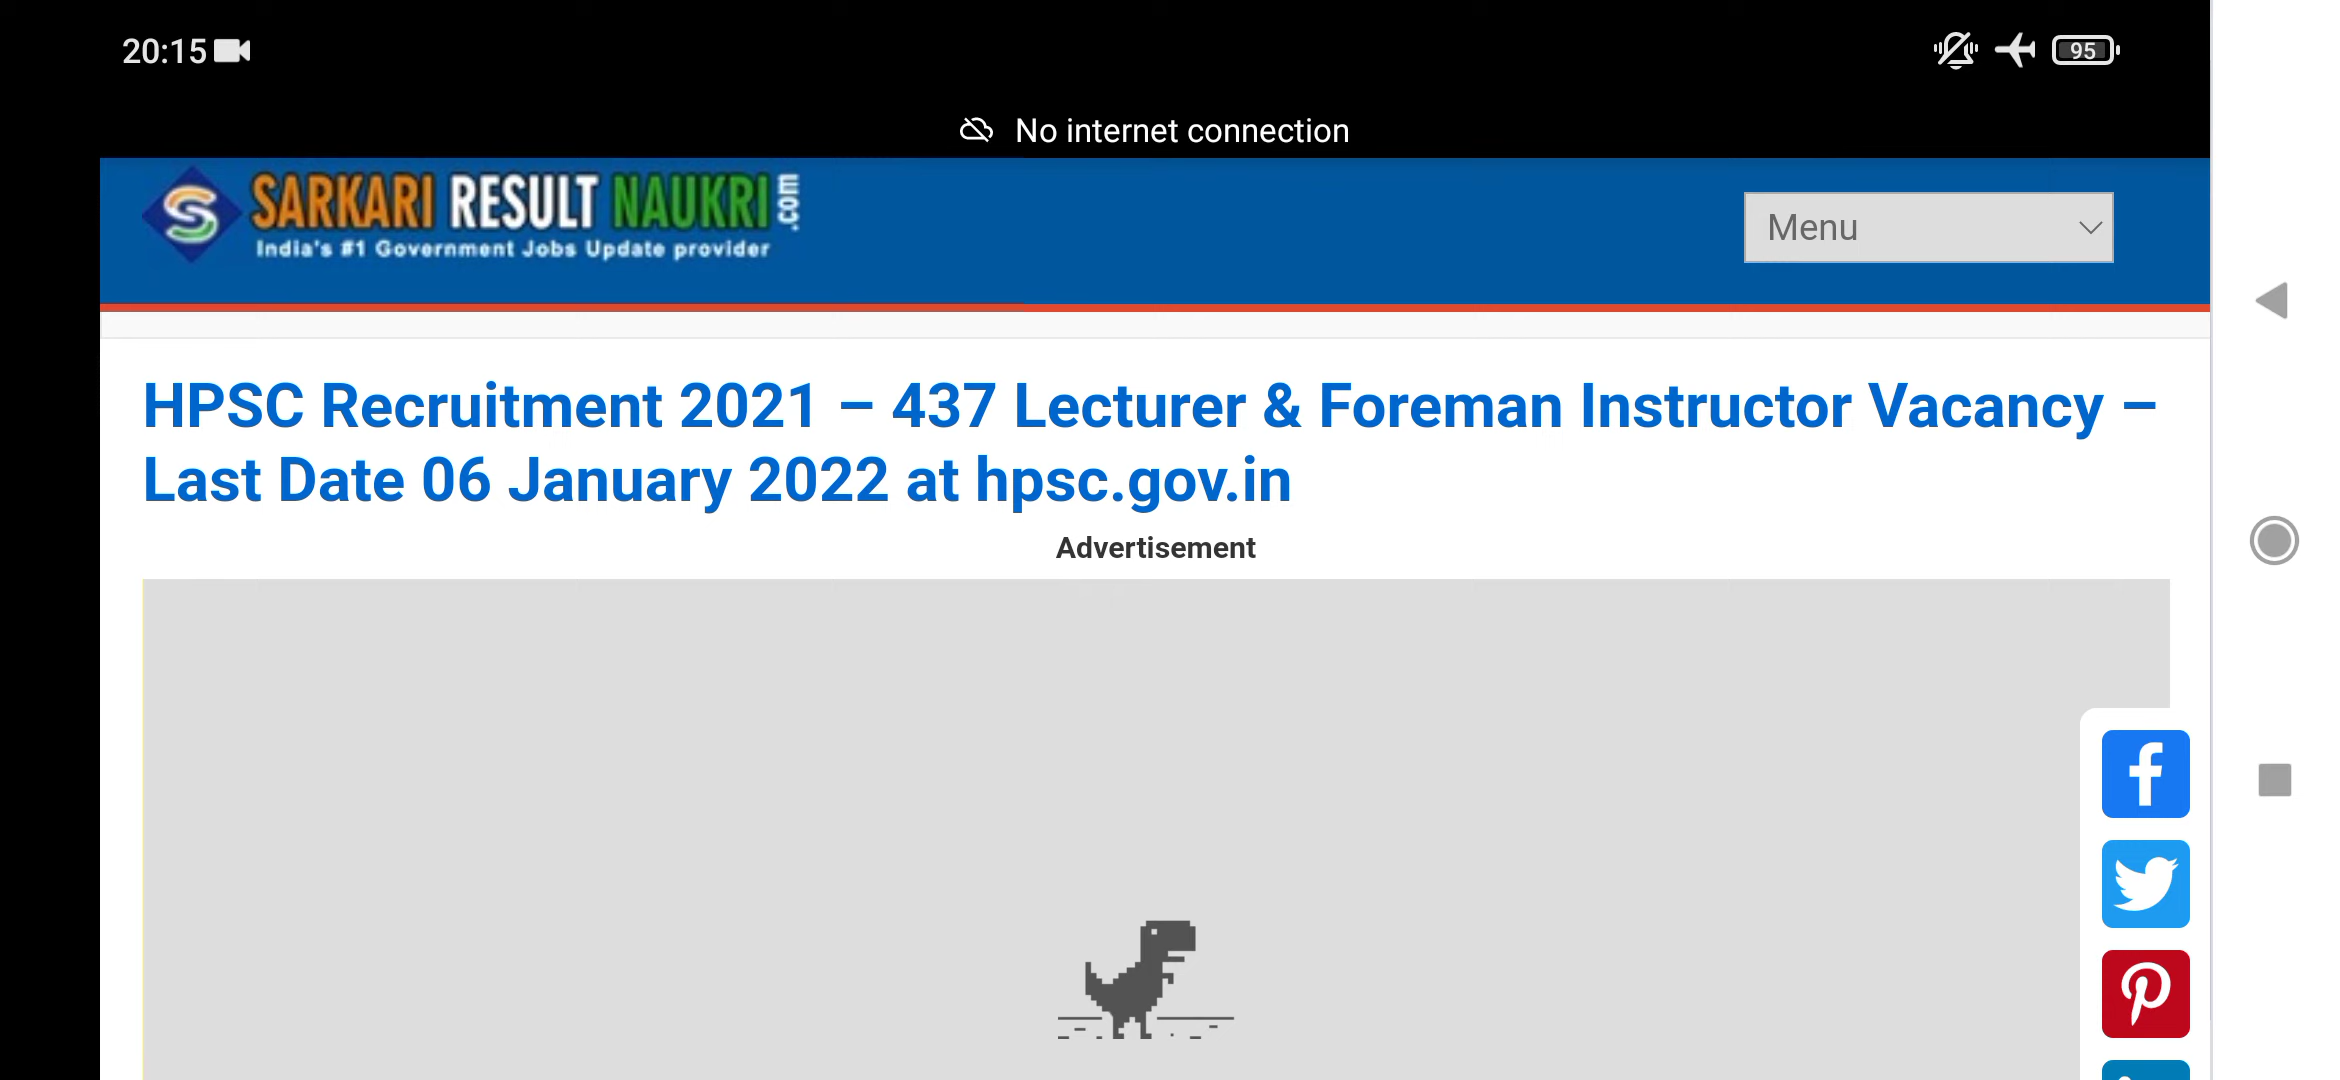 20:15
95
No internet connection
SARKARI RESULT NAUKRI.com
India's #1 Government Jobs Update provider
Menu
HPSC Recruitment 2021 – 437 Lecturer & Foreman Instructor Vacancy –
Last Date 06 January 2022 at hpsc.gov.in
Advertisement